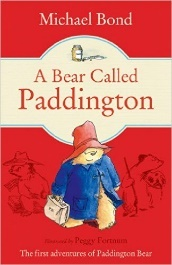 Michael Bond
A Bear Called
Paddington
Illustrated by Peggy Fortnum
The first adventures of Paddington Bear